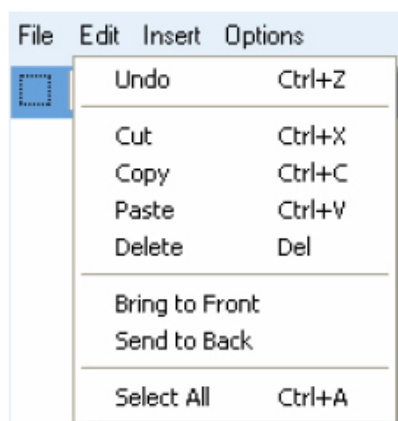 File Edit Insert Options
Undo Ctrl+Z
Cut Ctrl+X
Copy Ctrl+C
Paste Ctrl+V
Delete Del
Bring to Front
Send to Back
Select All Ctrl+A